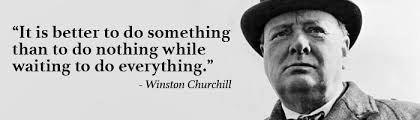 “It is better to do something
than to do nothing while
waiting to do everything.”
- Winston Churchill